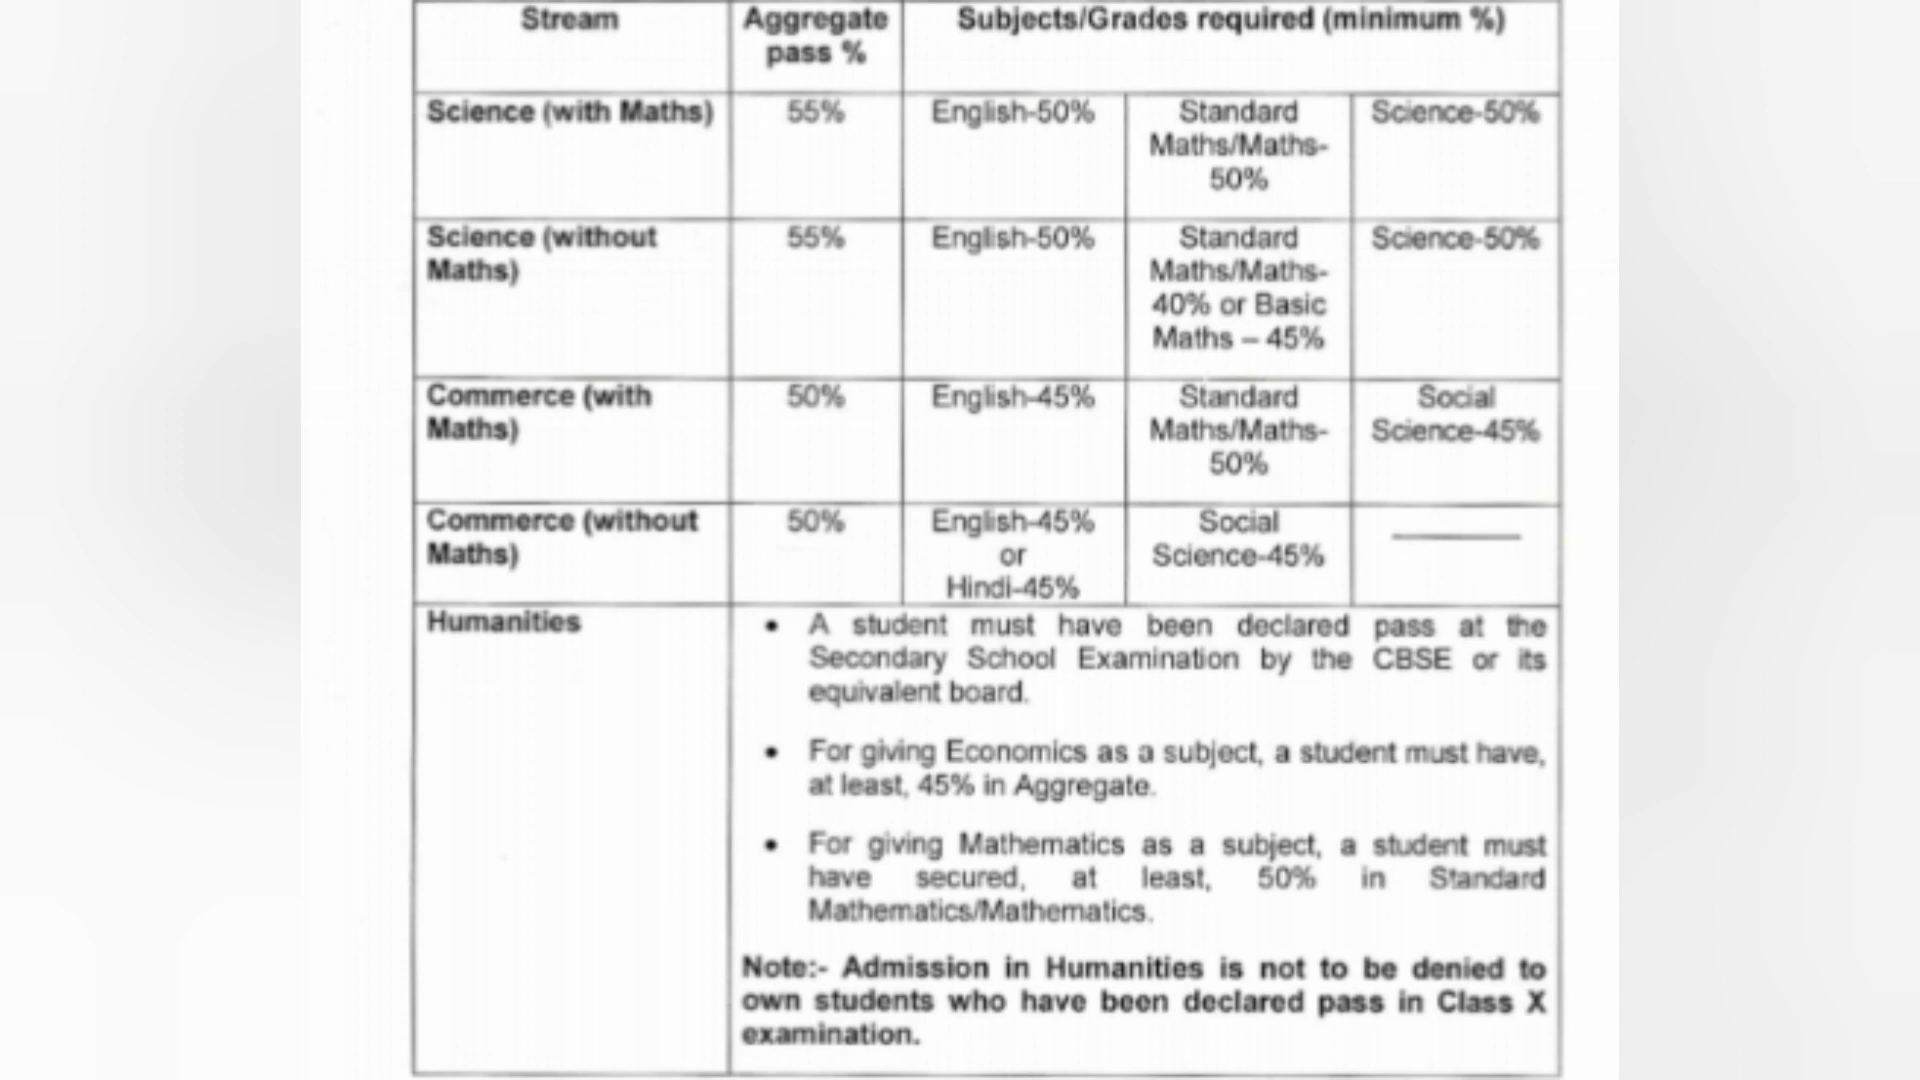 Stream
Aggregate
pass %
Subjects/Grades required (minimum %)
Science (with Maths)
55%
English-50%
Standard
Maths/Maths-
50%
Science-50%
Science (without
Maths)
55%
English-50%
Standard
Maths/Maths-
40% or Basic
Maths – 45%
Science-50%
Commerce (with
Maths)
50%
English-45%
Standard
Maths/Maths-
50%
Social
Science-45%
Commerce (without
Maths)
50%
English-45%
or
Hindi-45%
Social
Science-45%
Humanities
• A student must have been declared pass at the
Secondary School Examination by the CBSE or its
equivalent board.
• For giving Economics as a subject, a student must have,
at least, 45% in Aggregate.
• For giving Mathematics as a subject, a student must
have secured, at least, 50% in Standard
Mathematics/Mathematics.
Note:- Admission in Humanities is not to be denied to
own students who have been declared pass in Class X
examination.